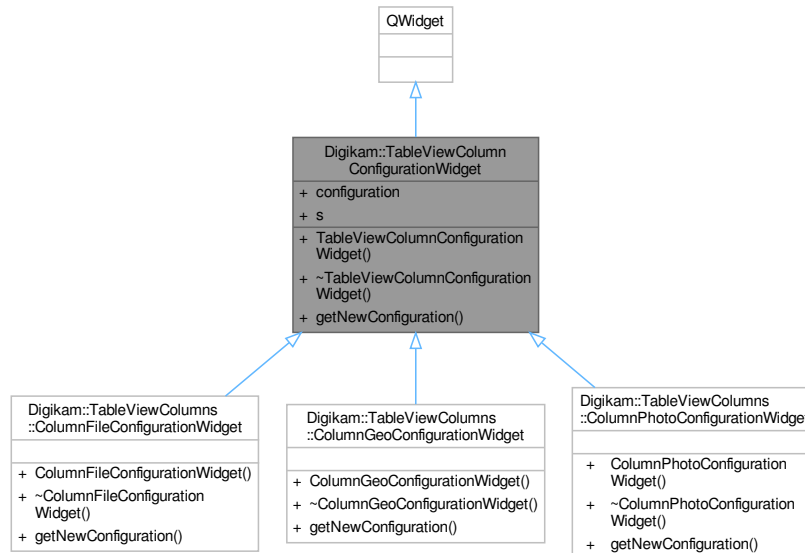 QWidget
Digikam::TableViewColumn
ConfigurationWidget
+ configuration
+ s
+ TableViewColumnConfiguration
Widget()
+ ~TableViewColumnConfiguration
Widget()
+ getNewConfiguration()
Digikam::TableViewColumns
::ColumnFileConfigurationWidget
+ ColumnFileConfigurationWidget()
+ ~ColumnFileConfiguration
Widget()
+ getNewConfiguration()
Digikam::TableViewColumns
::ColumnGeoConfigurationWidget
+ ColumnGeoConfigurationWidget()
+ ~ColumnGeoConfigurationWidget()
+ getNewConfiguration()
Digikam::TableViewColumns
::ColumnPhotoConfigurationWidget
+ ColumnPhotoConfiguration
Widget()
+ ~ColumnPhotoConfiguration
Widget()
+ getNewConfiguration()